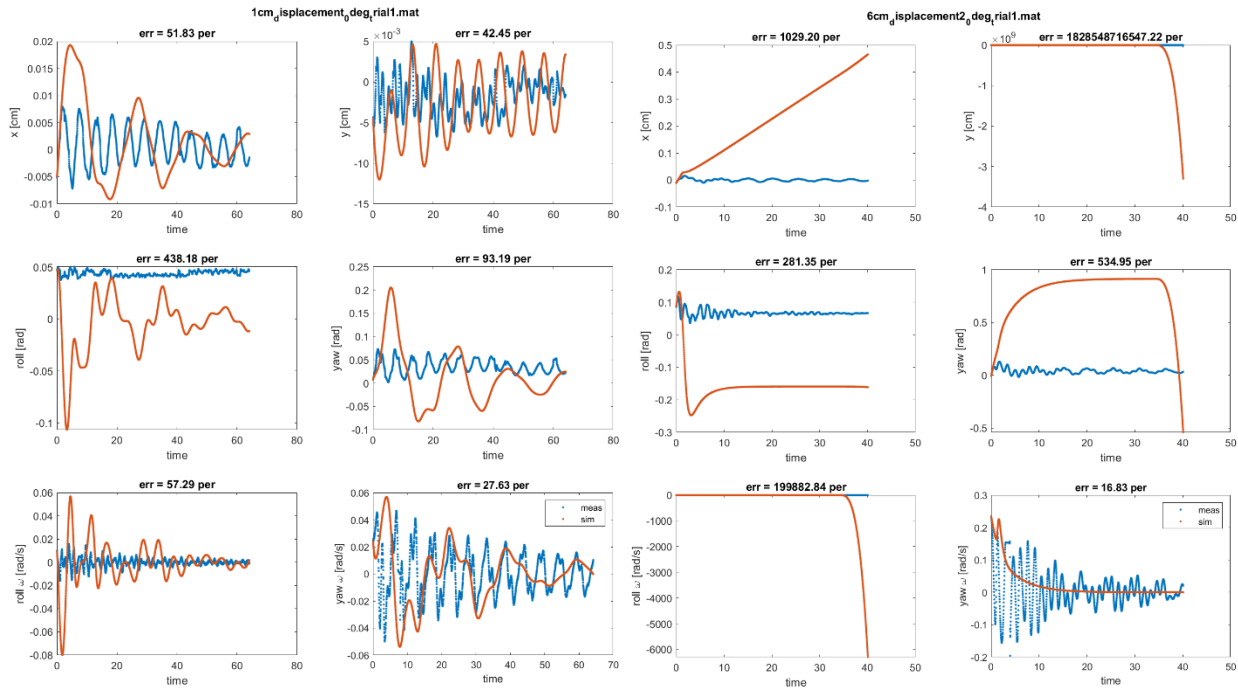 1cm_displacement_0deg_trial1.mat
6cm_displacement2_0deg_trial1.mat
err = 51.83 per
0.02
0.015
0.01
0.005
0
-0.005
-0.01
x [cm]
0 20 40 60 80
time
err = 42.45 per
×10⁻³
5
0
-5
-10
-15
y [cm]
0 20 40 60 80
time
err = 1029.20 per
0.5
0.4
0.3
0.2
0.1
0
-0.1
x [cm]
0 10 20 30 40 50
time
err = 1828548716547.22 per
×10⁹
0
-1
-2
-3
-4
y [cm]
0 10 20 30 40 50
time
err = 438.18 per
0.05
0
-0.05
-0.1
roll [rad]
0 20 40 60 80
time
err = 93.19 per
0.25
0.2
0.15
0.1
0.05
0
-0.05
-0.1
yaw [rad]
0 20 40 60 80
time
err = 281.35 per
0.2
0.1
0
-0.1
-0.2
-0.3
roll [rad]
0 10 20 30 40 50
time
err = 534.95 per
1
0.5
0
-0.5
yaw [rad]
0 10 20 30 40 50
time
err = 57.29 per
0.06
0.04
0.02
0
-0.02
-0.04
-0.06
-0.08
roll ω [rad/s]
0 20 40 60 80
time
err = 27.63 per
0.06
0.04
0.02
0
-0.02
-0.04
-0.06
yaw ω [rad/s]
meas
sim
0 10 20 30 40 50 60 70
time
err = 199882.84 per
0
-1000
-2000
-3000
-4000
-5000
-6000
roll ω [rad/s]
0 10 20 30 40 50
time
err = 16.83 per
0.3
0.2
0.1
0
-0.1
-0.2
yaw ω [rad/s]
meas
sim
0 10 20 30 40 50
time